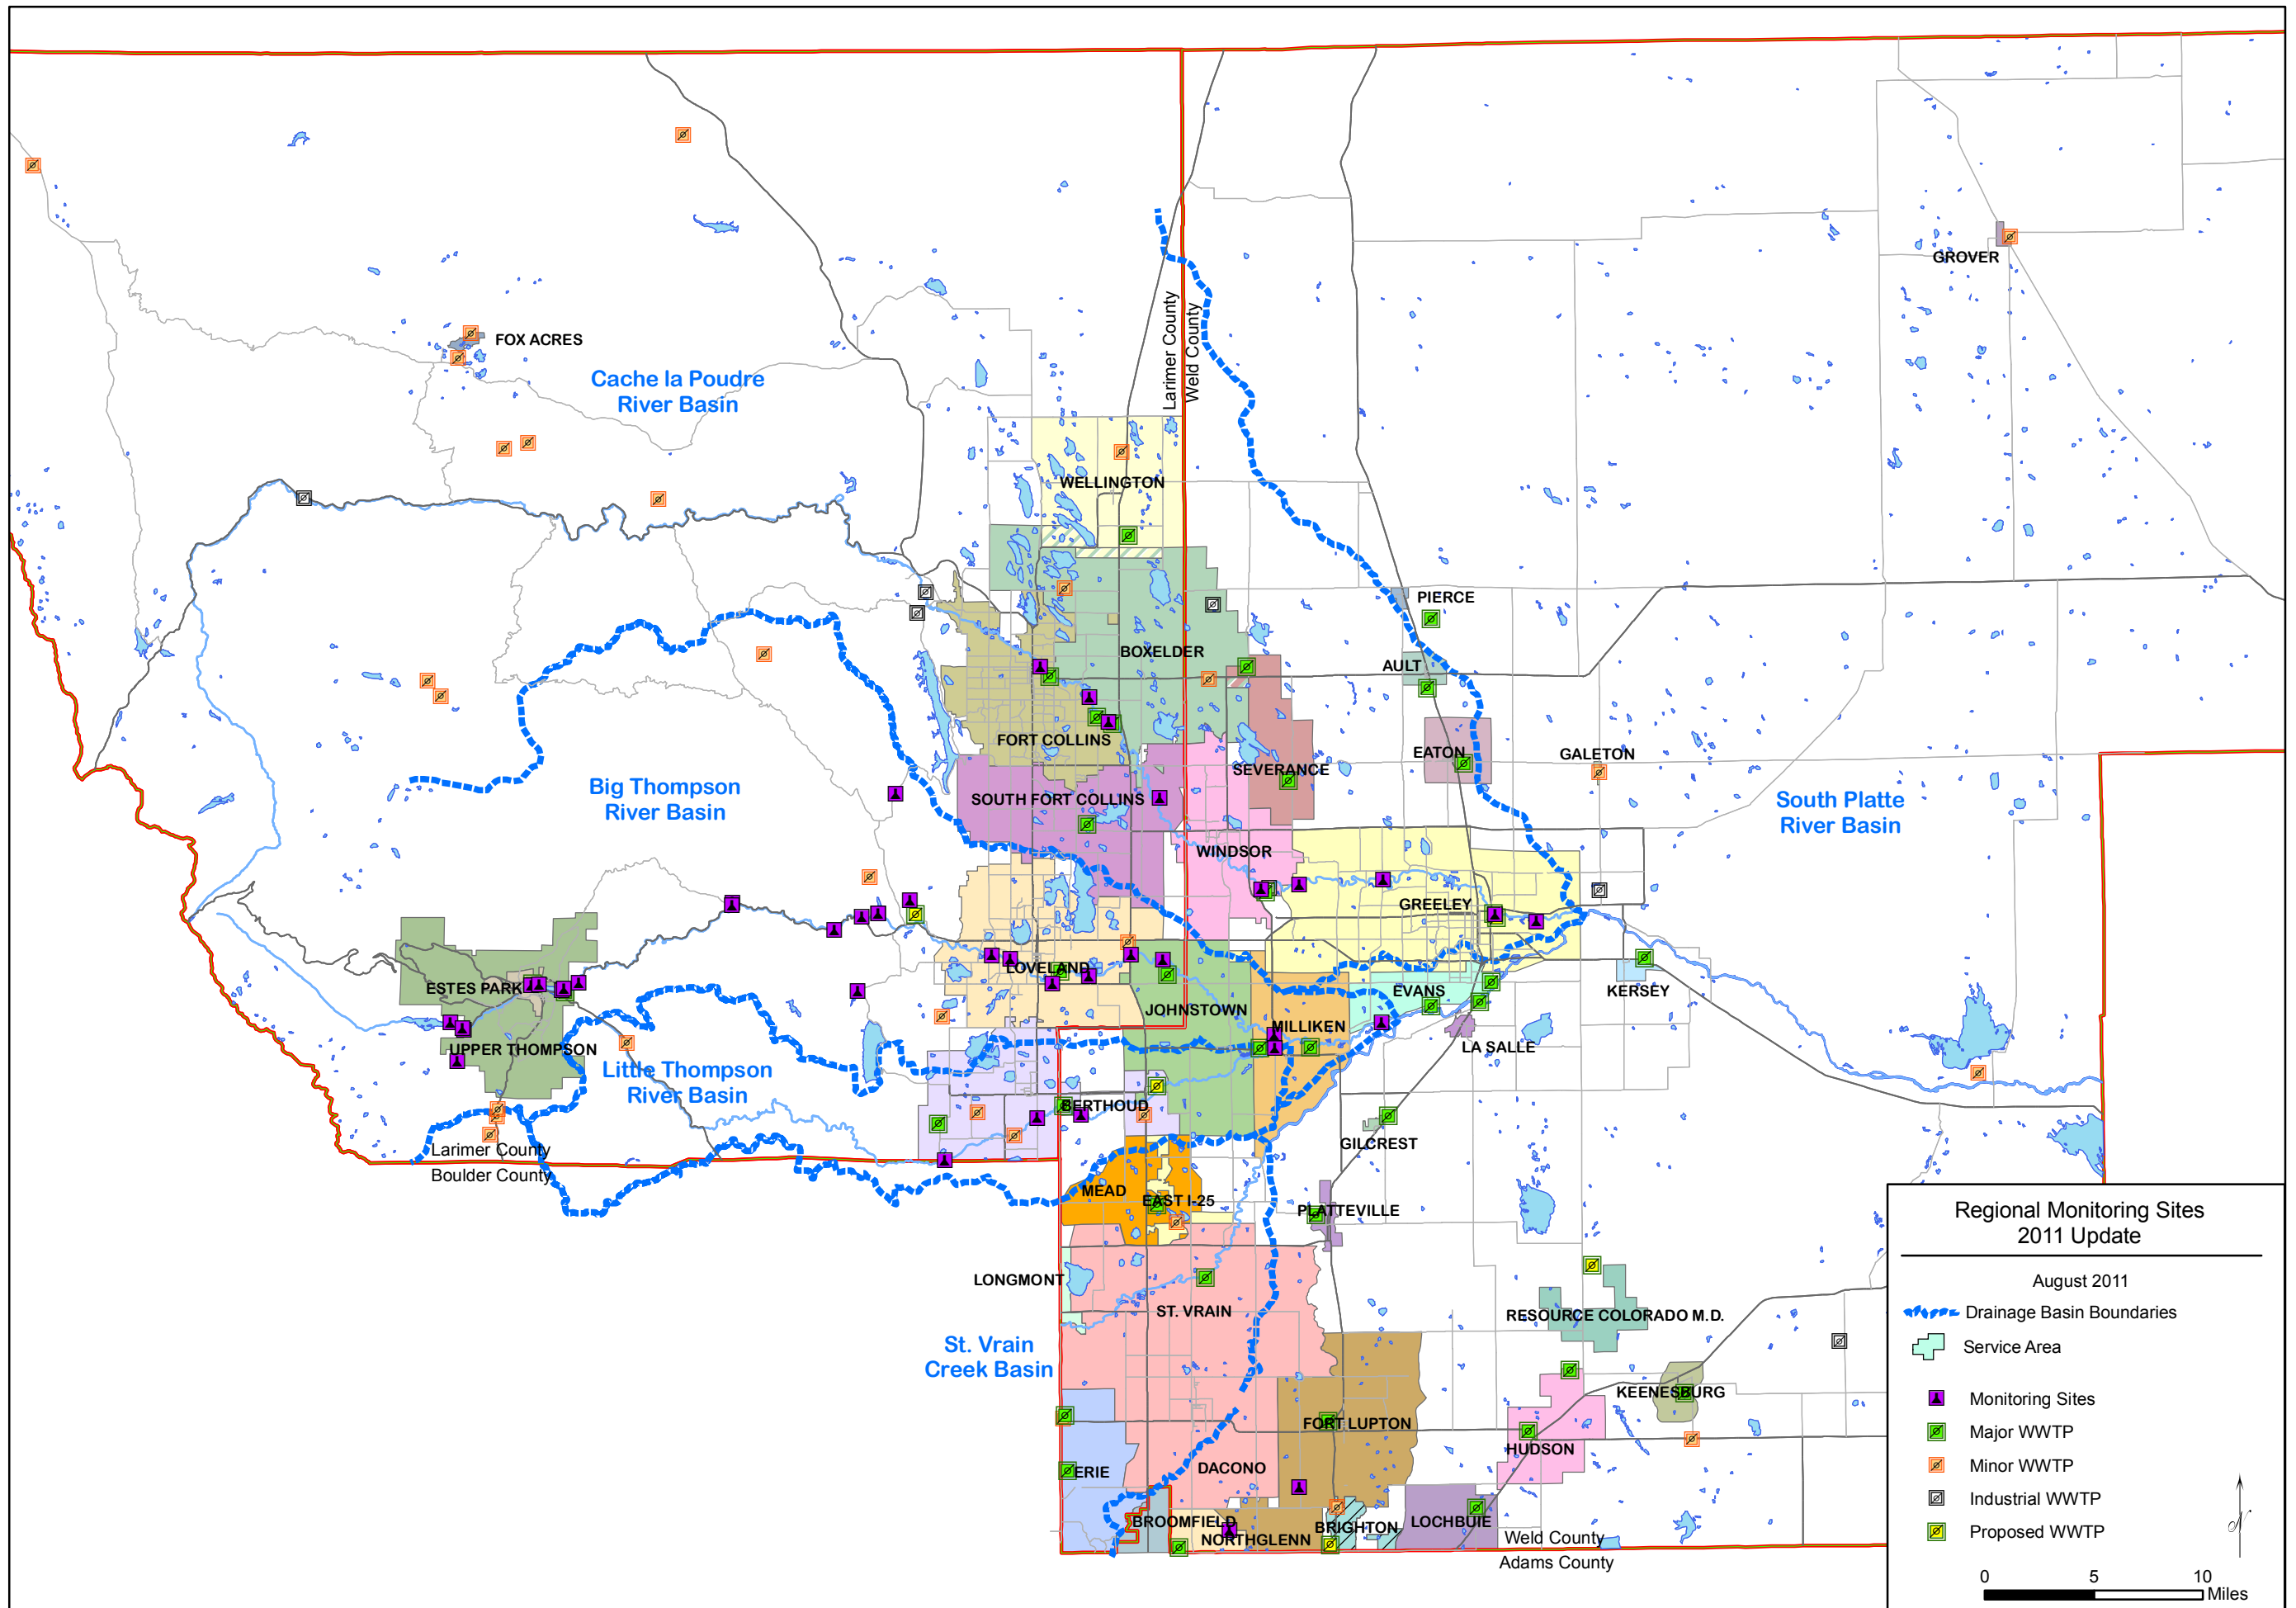 GROVER
Larimer County
Weld County
FOX ACRES
Cache la Poudre
River Basin
WELLINGTON
PIERCE
BOXELDER
AULT
FORT COLLINS
EATON
GALETON
SEVERANCE
Big Thompson
River Basin
SOUTH FORT COLLINS
South Platte
River Basin
WINDSOR
GREELEY
LOVELAND
ESTES PARK
EVANS
KERSEY
JOHNSTOWN
MILLIKEN
UPPER THOMPSON
LA SALLE
Little Thompson
River Basin
BERTHOUD
GILCREST
Larimer County
Boulder County
MEAD
EAST I-25
PLATTEVILLE
LONGMONT
ST. VRAIN
RESOURCE COLORADO M.D.
St. Vrain
Creek Basin
KEENESBURG
FORT LUPTON
HUDSON
ERIE
DACONO
BROOMFIELD
NORTHGLENN
BRIGHTON
LOCHBUIE
Weld County
Adams County
Regional Monitoring Sites
2011 Update
August 2011
Drainage Basin Boundaries
Service Area
Monitoring Sites
Major WWTP
Minor WWTP
Industrial WWTP
Proposed WWTP
N
0 5 10
Miles